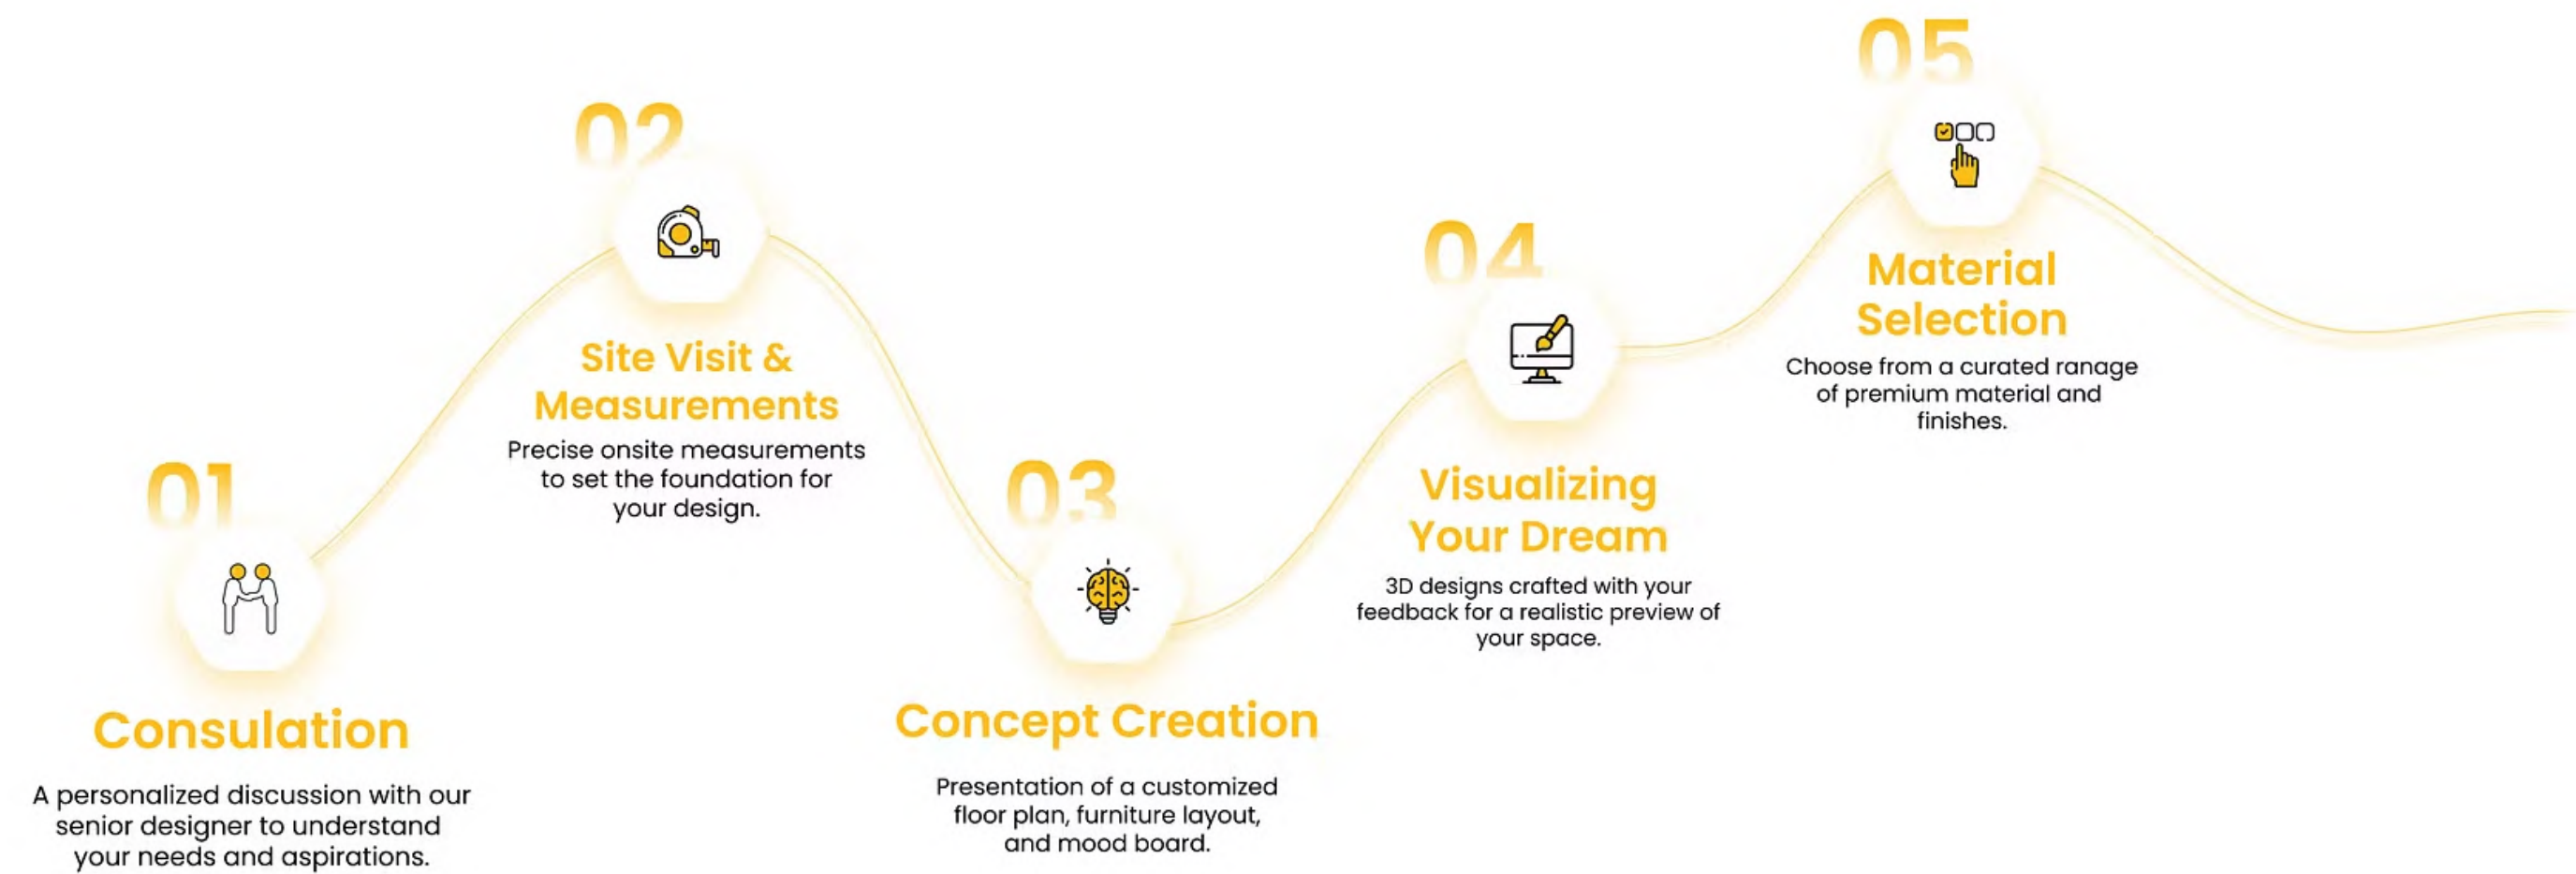 01
Consulation
A personalized discussion with our
senior designer to understand
your needs and aspirations.
02
Site Visit &
Measurements
Precise onsite measurements
to set the foundation for
your design.
03
Concept Creation
Presentation of a customized
floor plan, furniture layout,
and mood board.
04
Visualizing
Your Dream
3D designs crafted with your
feedback for a realistic preview of
your space.
05
Material
Selection
Choose from a curated ranage
of premium material and
finishes.